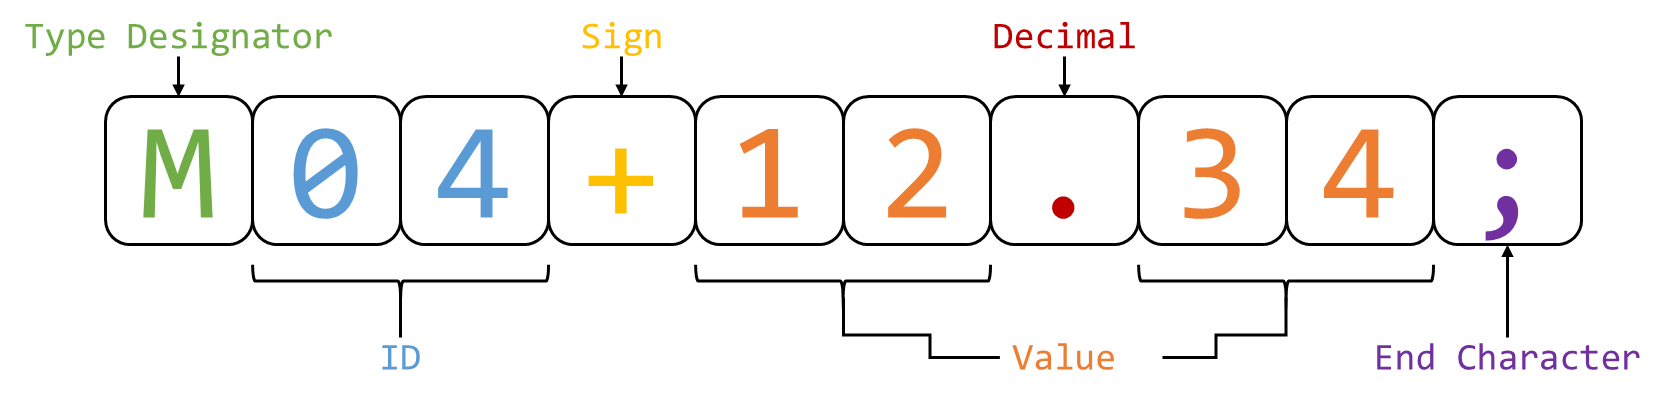 Type Designator Sign Decimal
M04+12.34;
ID Value End Character